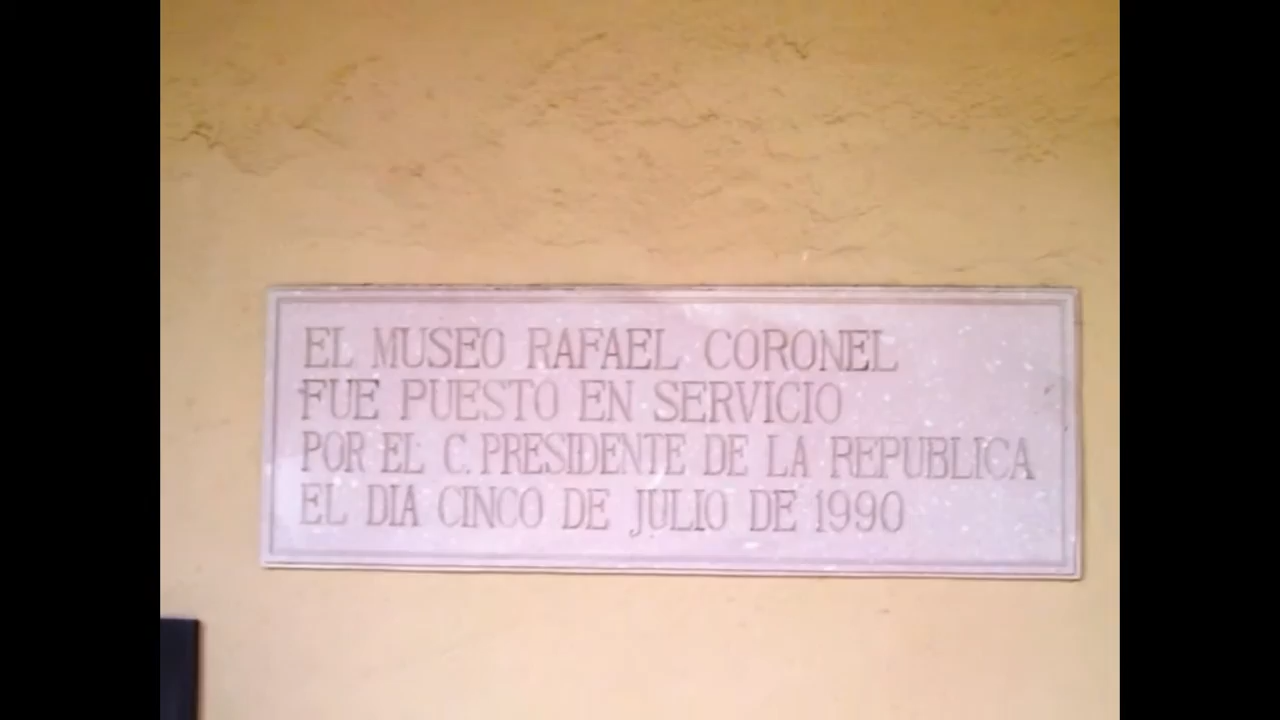 EL MUSEO RAFAEL CORONEL
FUE PUESTO EN SERVICIO
POR EL C. PRESIDENTE DE LA REPUBLICA
EL DIA CINCO DE JULIO DE 1990